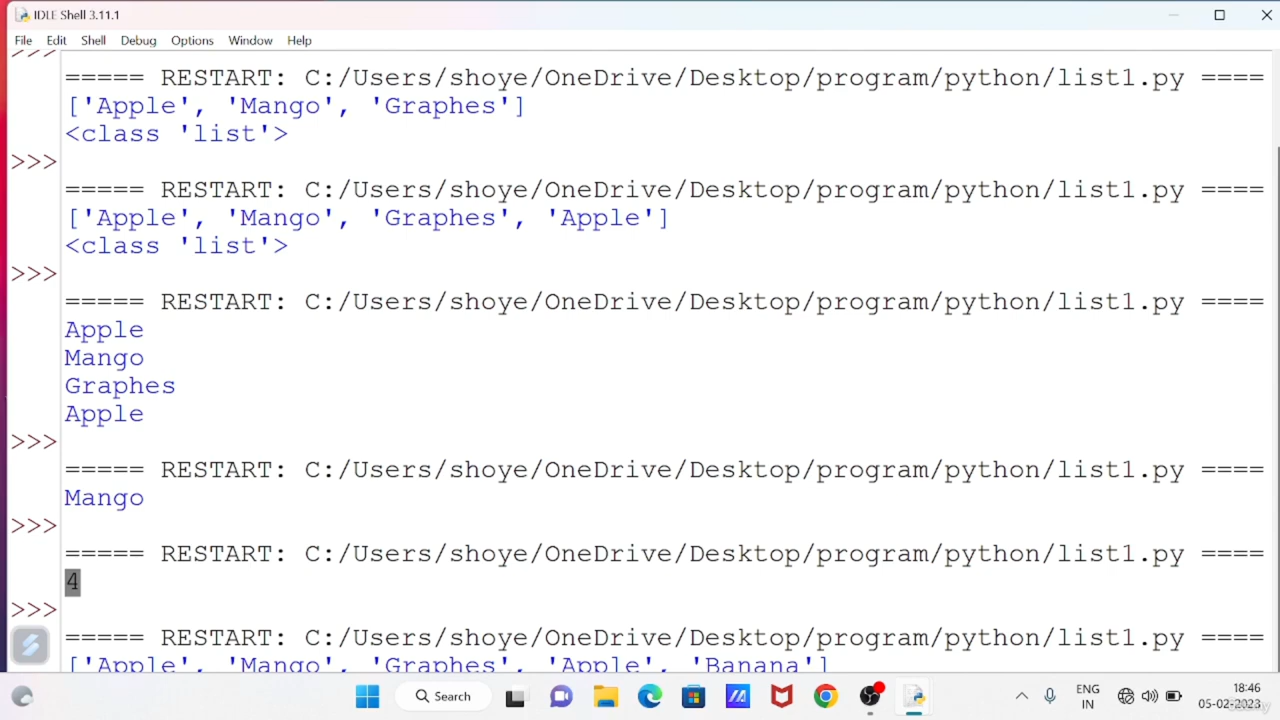 IDLE Shell 3.11.1
File Edit Shell Debug Options Window Help
>>>
===== RESTART: C:/Users/shoye/OneDrive/Desktop/program/python/list1.py ====
['Apple', 'Mango', 'Graphes']
<class 'list'>
>>>
===== RESTART: C:/Users/shoye/OneDrive/Desktop/program/python/list1.py ====
['Apple', 'Mango', 'Graphes', 'Apple']
<class 'list'>
>>>
===== RESTART: C:/Users/shoye/OneDrive/Desktop/program/python/list1.py ====
Apple
Mango
Graphes
Apple
>>>
===== RESTART: C:/Users/shoye/OneDrive/Desktop/program/python/list1.py ====
Mango
>>>
===== RESTART: C:/Users/shoye/OneDrive/Desktop/program/python/list1.py ====
4
>>>
===== RESTART: C:/Users/shoye/OneDrive/Desktop/program/python/list1.py ====
['Apple', 'Mango', 'Graphes', 'Apple', 'Banana']
Search
ENG
IN
18:46
05-02-2023